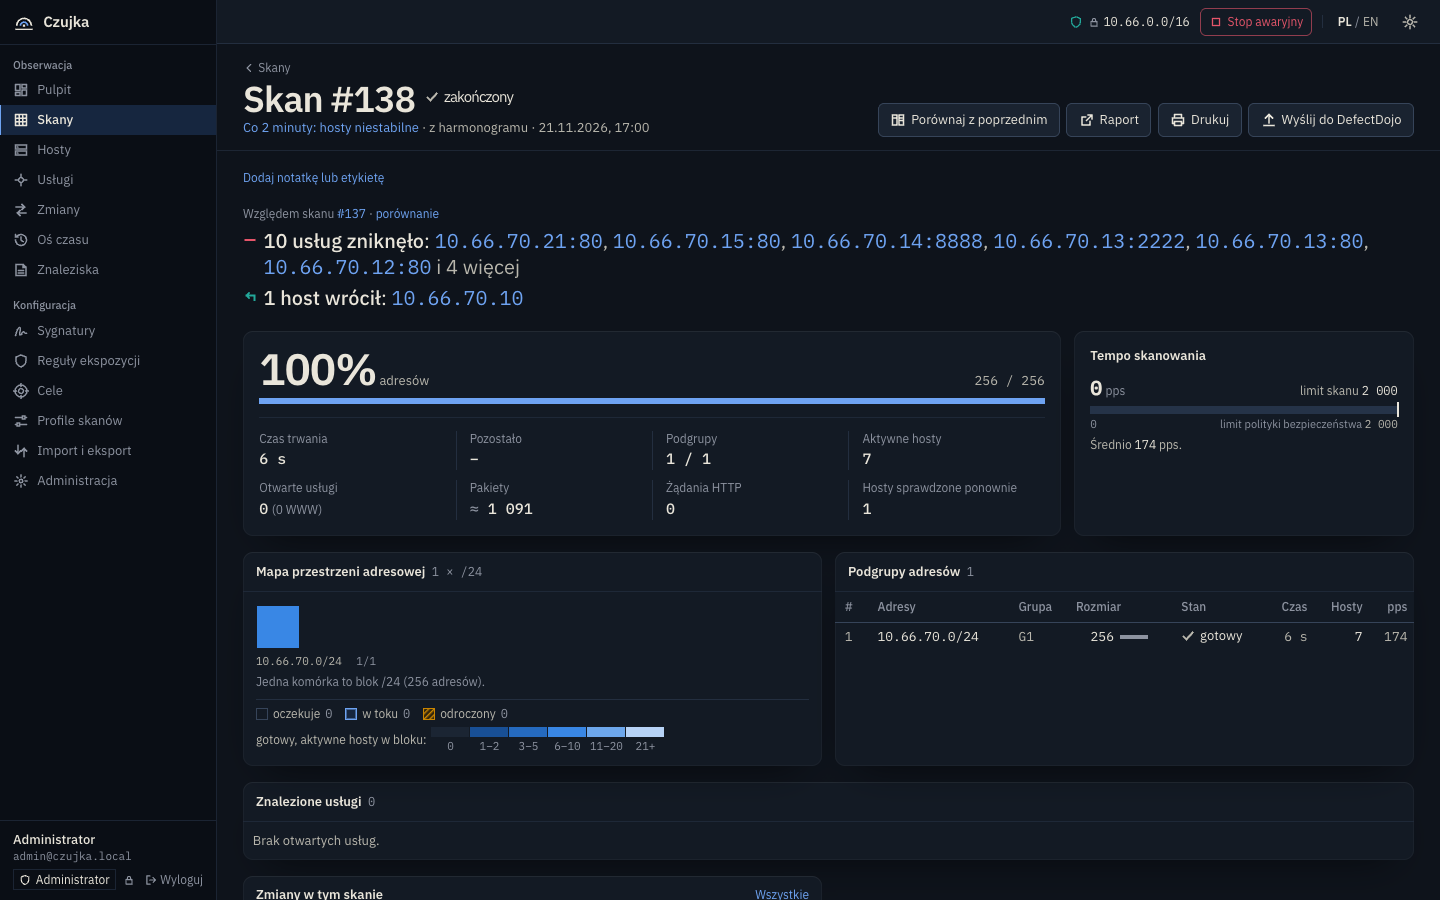 Czujka
10.66.0.0/16
Stop awaryjny
PL / EN
Obserwacja
Pulpit
Skany
Hosty
Usługi
Zmiany
Oś czasu
Znaleziska
Konfiguracja
Sygnatury
Reguły ekspozycji
Cele
Profile skanów
Import i eksport
Administracja
Administrator
admin@czujka.local
Administrator
Wyloguj
Skany
Skan #138 zakończony
Co 2 minuty: hosty niestabilne · z harmonogramu · 21.11.2026, 17:00
Porównaj z poprzednim
Raport
Drukuj
Wyślij do DefectDojo
Dodaj notatkę lub etykietę
Względem skanu #137 · porównanie
10 usług zniknęło: 10.66.70.21:80, 10.66.70.15:80, 10.66.70.14:8888, 10.66.70.13:2222, 10.66.70.13:80,
10.66.70.12:80 i 4 więcej
1 host wrócił: 10.66.70.10
100% adresów 256 / 256
Czas trwania
6 s
Pozostało
–
Podgrupy
1 / 1
Aktywne hosty
7
Otwarte usługi
0 (0 WWW)
Pakiety
≈ 1 091
Żądania HTTP
0
Hosty sprawdzone ponownie
1
Tempo skanowania
0 pps limit skanu 2 000
0 limit polityki bezpieczeństwa 2 000
Średnio 174 pps.
Mapa przestrzeni adresowej 1 × /24
10.66.70.0/24 1/1
Jedna komórka to blok /24 (256 adresów).
oczekuje 0 w toku 0 odroczony 0
gotowy, aktywne hosty w bloku:
0 1–2 3–5 6–10 11–20 21+
Podgrupy adresów 1
# Adresy Grupa Rozmiar Stan Czas Hosty pps
1 10.66.70.0/24 G1 256 gotowy 6 s 7 174
Znalezione usługi 0
Brak otwartych usług.
Zmiany w tym skanie Wszystkie